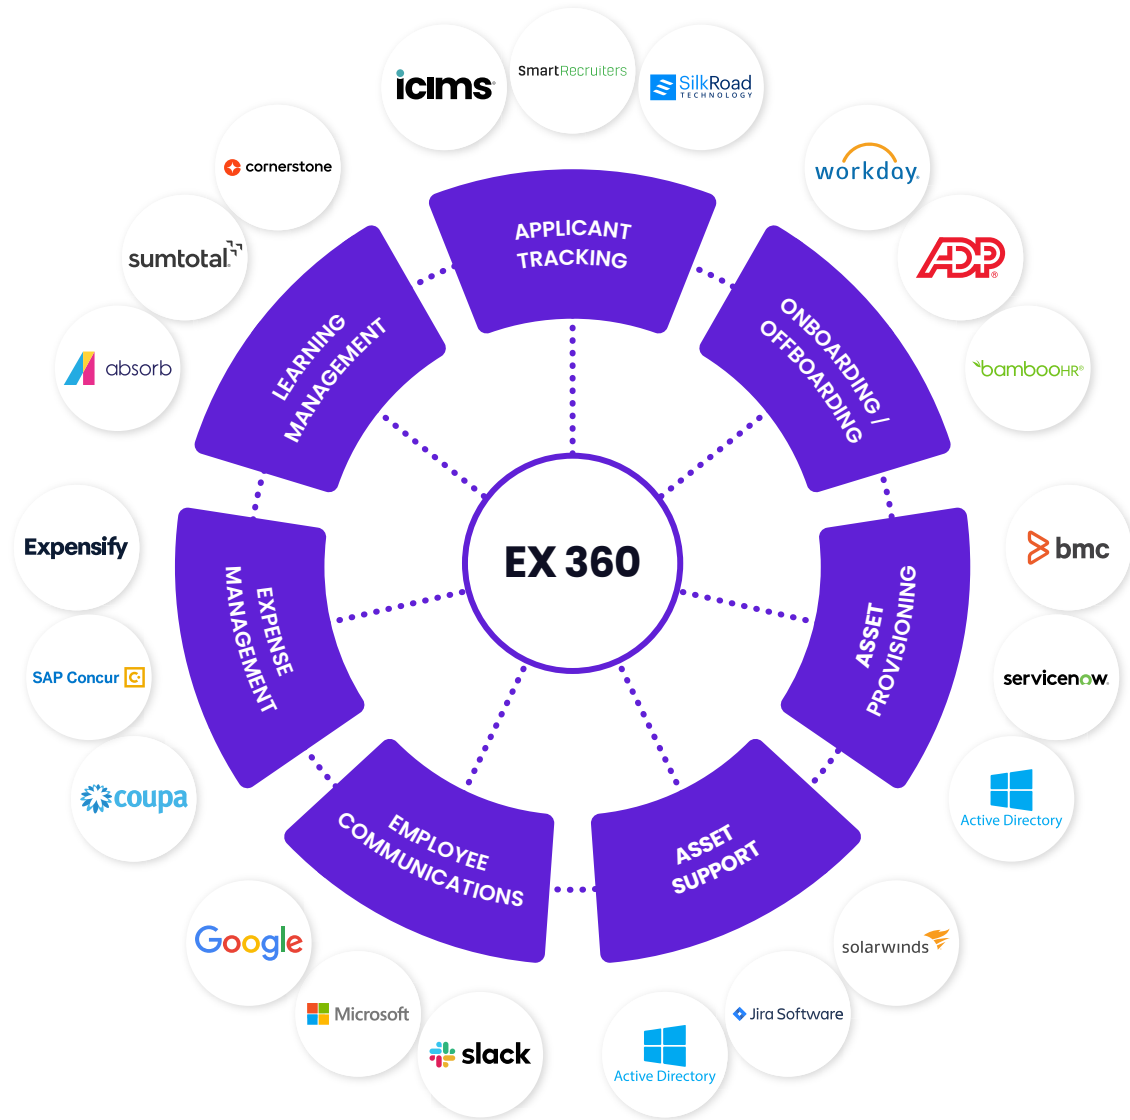 icims
SmartRecruiters
SilkRoad
TECHNOLOGY
APPLICANT
TRACKING
workday.
ADP
bambooHR
ONBOARDING /
OFFBOARDING
bmc
servicenow
Active Directory
ASSET
PROVISIONING
solarwinds
Jira Software
Active Directory
ASSET
SUPPORT
slack
Microsoft
Google
EMPLOYEE
COMMUNICATIONS
coupa
SAP Concur C
Expensify
EXPENSE
MANAGEMENT
absorb
sumtotal
cornerstone
LEARNING
MANAGEMENT
EX 360